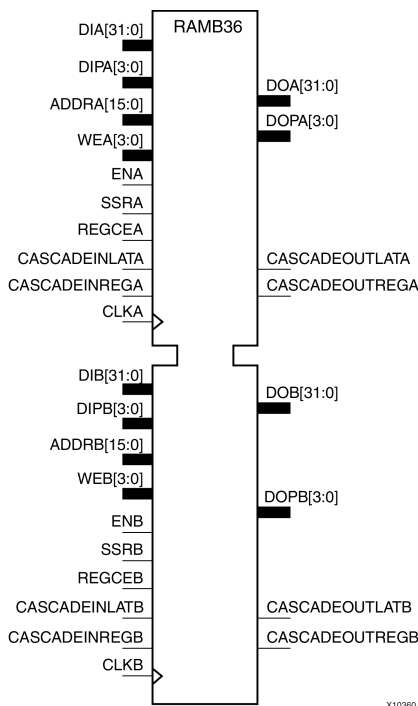 RAMB36
DIA[31:0]
DIPA[3:0]
ADDRA[15:0]
WEA[3:0]
ENA
SSRA
REGCEA
CASCADEINLATA
CASCADEINREGA
CLKA
DOA[31:0]
DOPA[3:0]
CASCADEOUTLATA
CASCADEOUTREGA
DIB[31:0]
DIPB[3:0]
ADDRB[15:0]
WEB[3:0]
ENB
SSRB
REGCEB
CASCADEINLATB
CASCADEINREGB
CLKB
DOB[31:0]
DOPB[3:0]
CASCADEOUTLATB
CASCADEOUTREGB
X10360